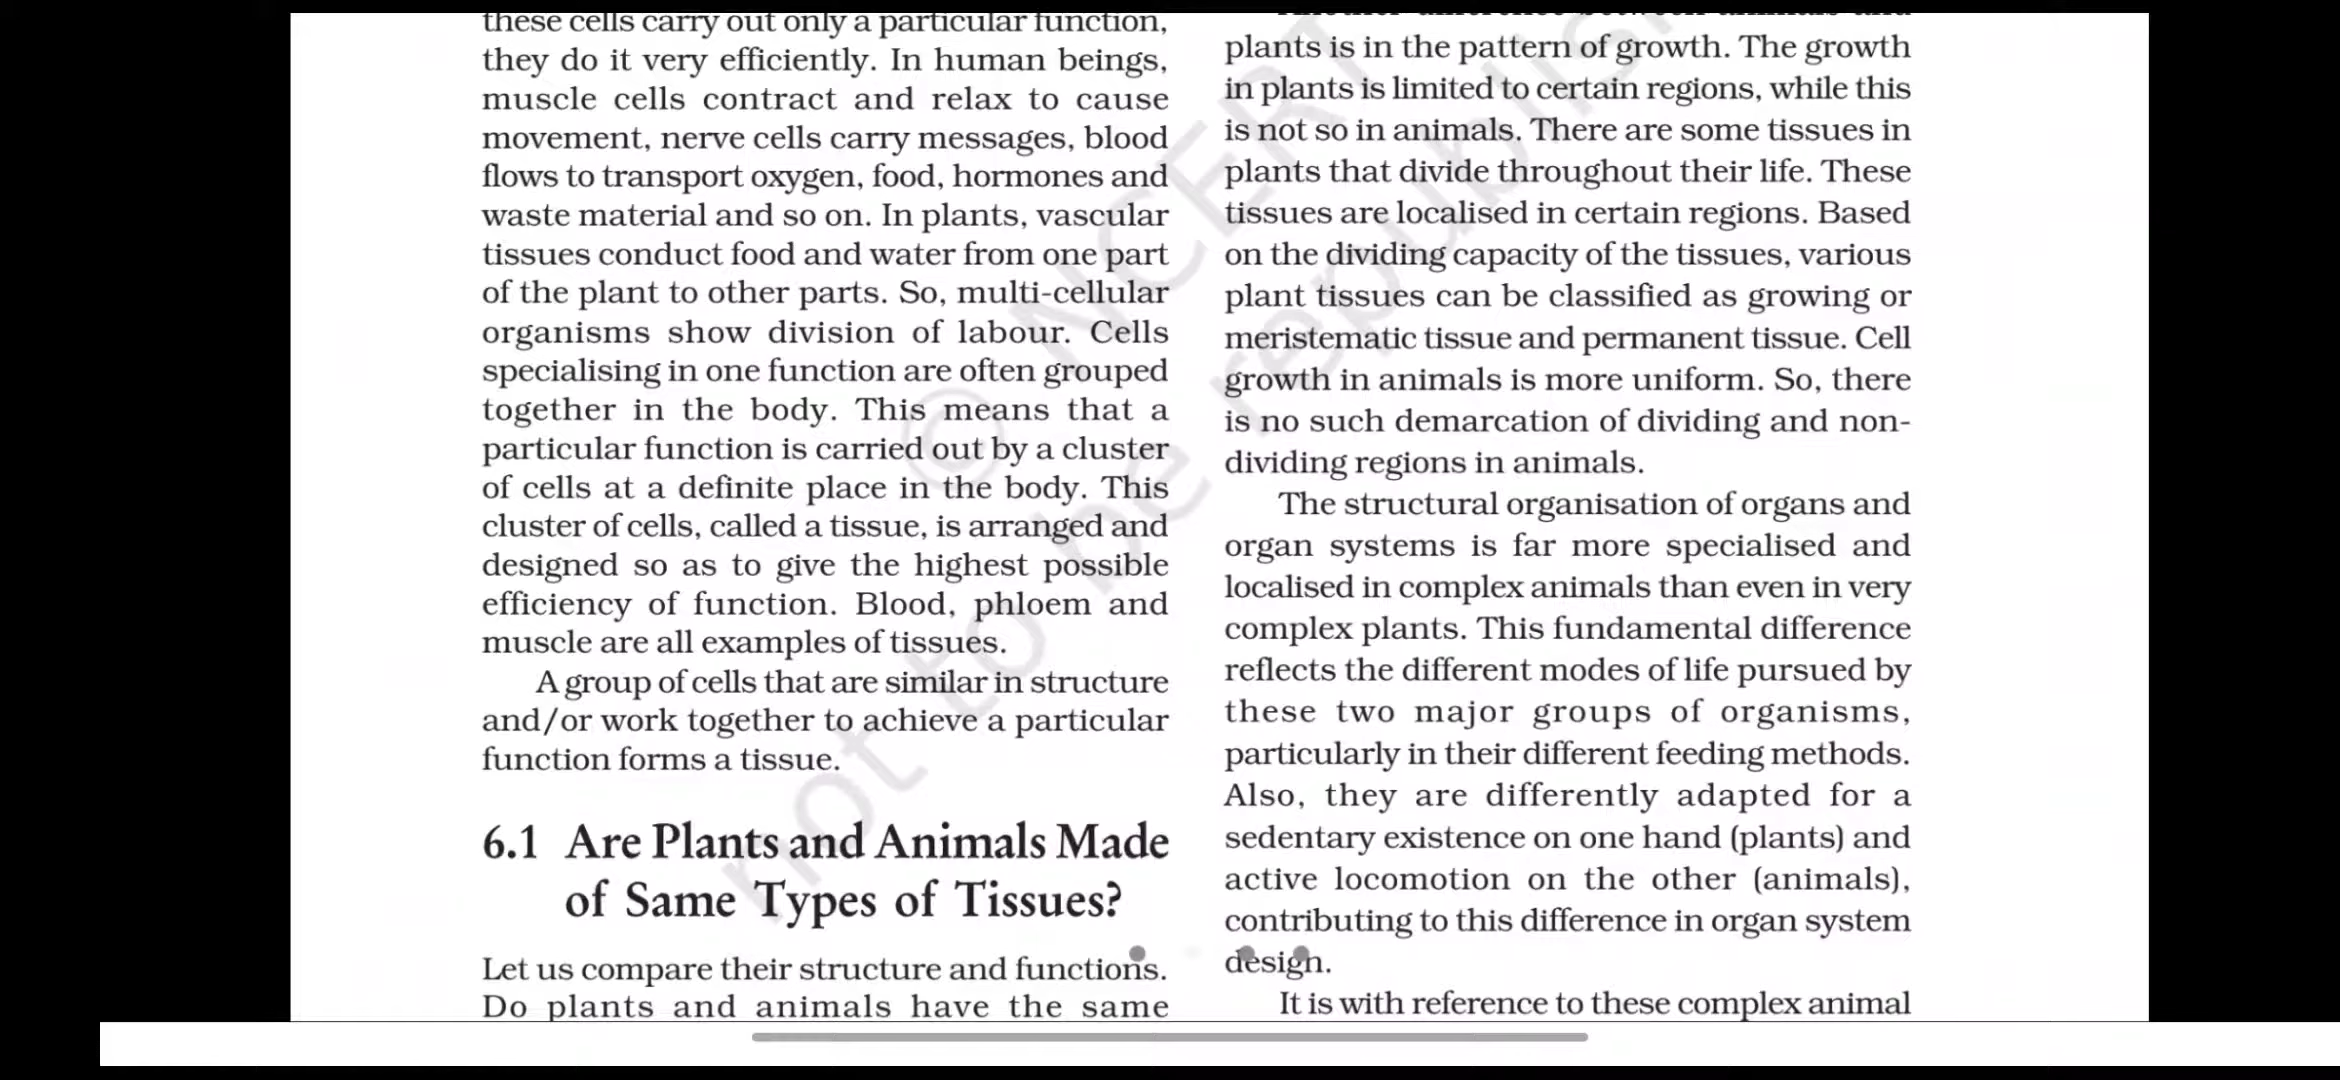 these cells carry out only a particular function,
they do it very efficiently. In human beings,
muscle cells contract and relax to cause
movement, nerve cells carry messages, blood
flows to transport oxygen, food, hormones and
waste material and so on. In plants, vascular
tissues conduct food and water from one part
of the plant to other parts. So, multi-cellular
organisms show division of labour. Cells
specialising in one function are often grouped
together in the body. This means that a
particular function is carried out by a cluster
of cells at a definite place in the body. This
cluster of cells, called a tissue, is arranged and
designed so as to give the highest possible
efficiency of function. Blood, phloem and
muscle are all examples of tissues.
A group of cells that are similar in structure
and/or work together to achieve a particular
function forms a tissue.
6.1 Are Plants and Animals Made
of Same Types of Tissues?
Let us compare their structure and functions.
Do plants and animals have the same
Another difference between animals and
plants is in the pattern of growth. The growth
in plants is limited to certain regions, while this
is not so in animals. There are some tissues in
plants that divide throughout their life. These
tissues are localised in certain regions. Based
on the dividing capacity of the tissues, various
plant tissues can be classified as growing or
meristematic tissue and permanent tissue. Cell
growth in animals is more uniform. So, there
is no such demarcation of dividing and non-
dividing regions in animals.
The structural organisation of organs and
organ systems is far more specialised and
localised in complex animals than even in very
complex plants. This fundamental difference
reflects the different modes of life pursued by
these two major groups of organisms,
particularly in their different feeding methods.
Also, they are differently adapted for a
sedentary existence on one hand (plants) and
active locomotion on the other (animals),
contributing to this difference in organ system
design.
It is with reference to these complex animal
© NCERT
not to be republis